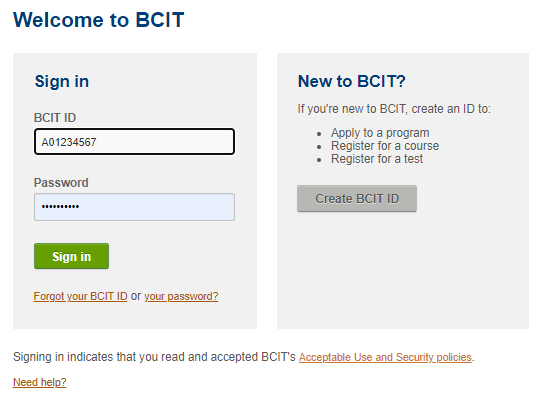 Welcome to BCIT
Sign in
BCIT ID
A01234567
Password
••••••••••
Sign in
Forgot your BCIT ID or your password?
New to BCIT?
If you're new to BCIT, create an ID to:
• Apply to a program
• Register for a course
• Register for a test
Create BCIT ID
Signing in indicates that you read and accepted BCIT's Acceptable Use and Security policies.
Need help?